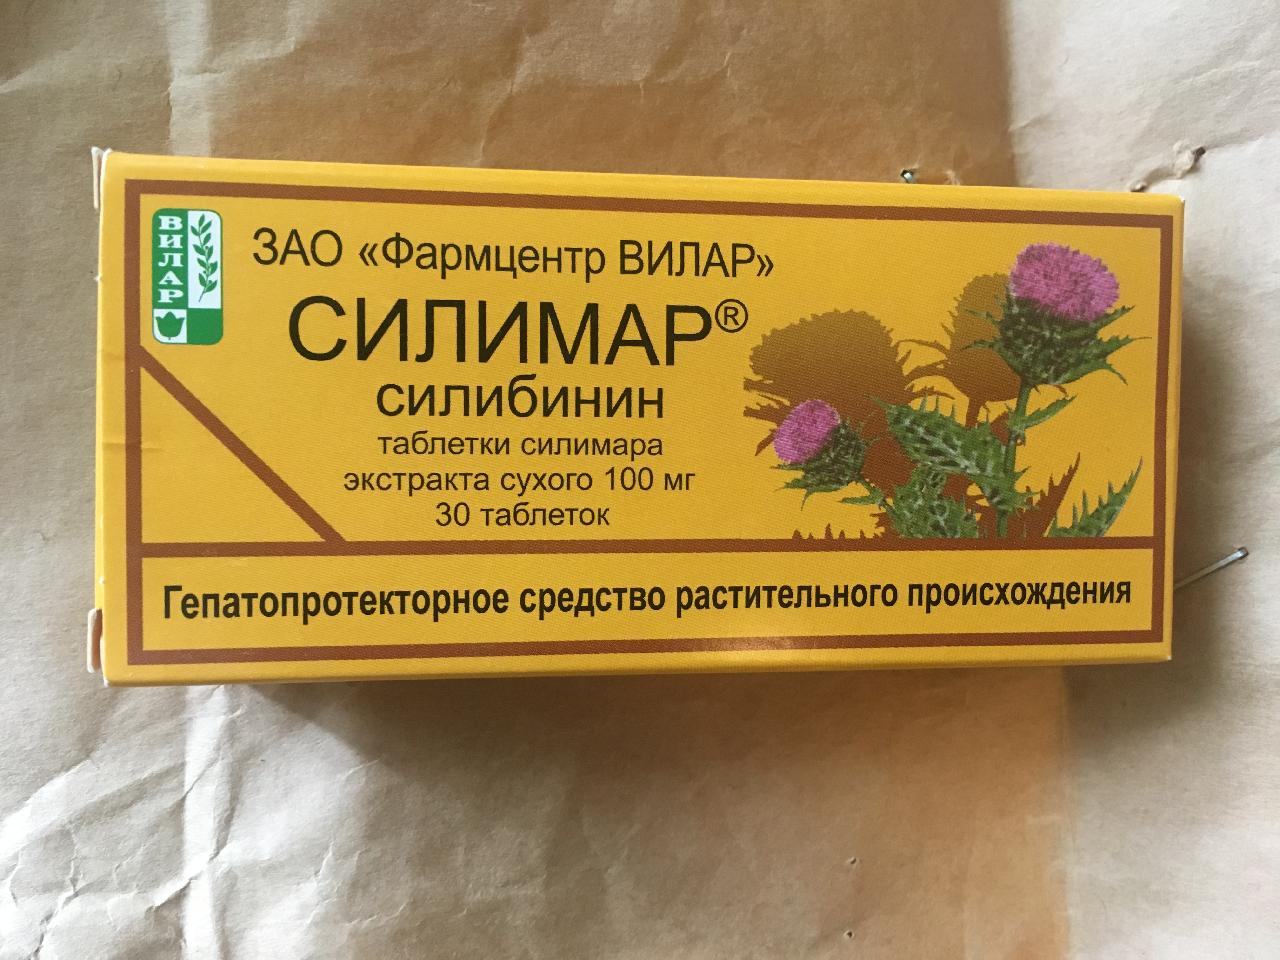 ВИЛАР
ЗАО «Фармцентр ВИЛАР»
СИЛИМАР®
силибинин
таблетки силимара
экстракта сухого 100 мг
30 таблеток
Гепатопротекторное средство растительного происхождения